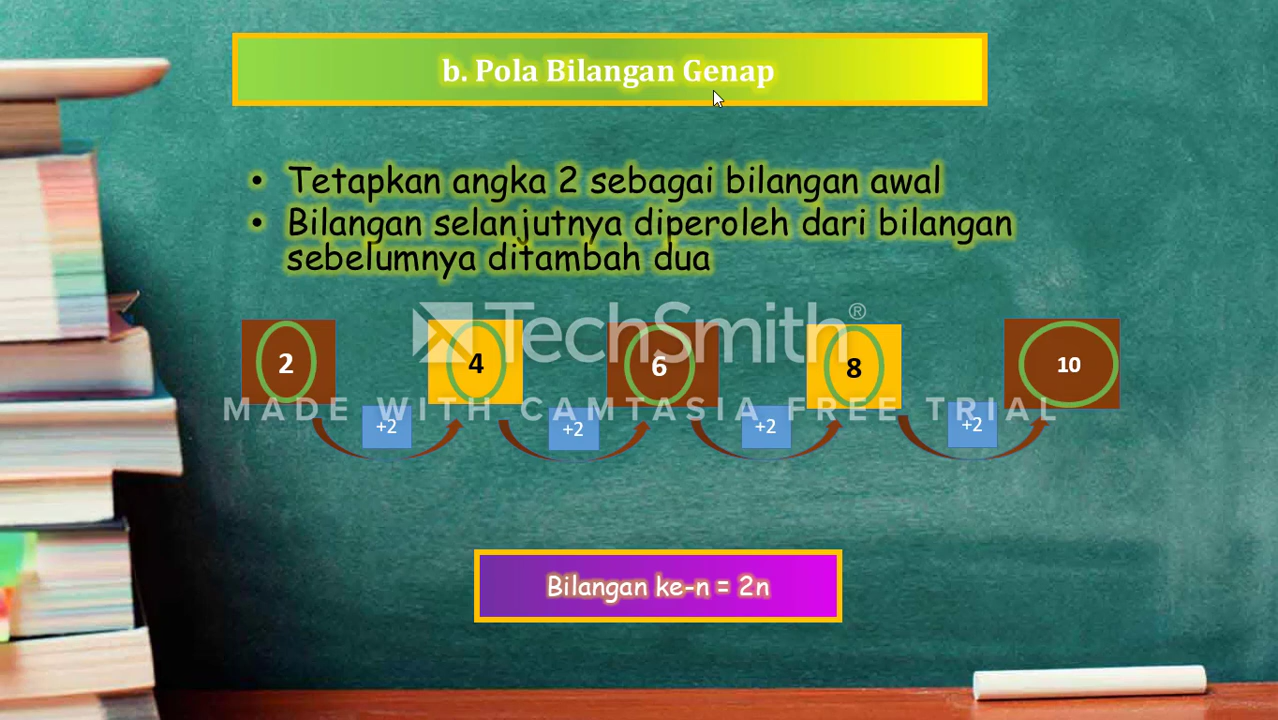 b. Pola Bilangan Genap
• Tetapkan angka 2 sebagai bilangan awal
• Bilangan selanjutnya diperoleh dari bilangan
sebelumnya ditambah dua
TechSmith®
2 4 6 8 10
MADE WITH CAMTASIA FREE TRIAL
+2 +2 +2 +2
Bilangan ke-n = 2n